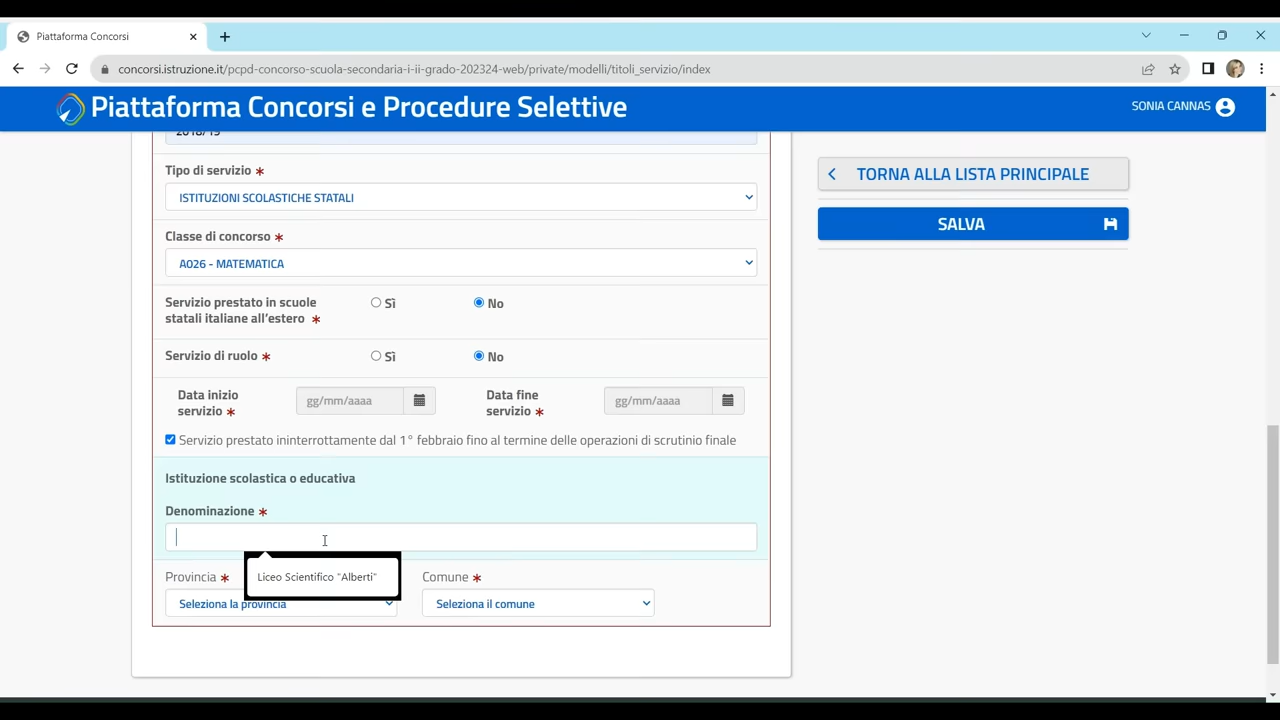 Piattaforma Concorsi
concorsi.istruzione.it/pcpd-concorso-scuola-secondaria-i-ii-grado-202324-web/private/modelli/titoli_servizio/index
Piattaforma Concorsi e Procedure Selettive
SONIA CANNAS
2018/19
Tipo di servizio *
ISTITUZIONI SCOLASTICHE STATALI
Classe di concorso *
A026 - MATEMATICA
Servizio prestato in scuole
statali italiane all'estero *
Sì No
Servizio di ruolo * Sì No
Data inizio
servizio *
gg/mm/aaaa
Data fine
servizio *
gg/mm/aaaa
Servizio prestato ininterrottamente dal 1° febbraio fino al termine delle operazioni di scrutinio finale
Istituzione scolastica o educativa
Denominazione *
Liceo Scientifico "Alberti"
Provincia * Comune *
Seleziona la provincia Seleziona il comune
TORNA ALLA LISTA PRINCIPALE
SALVA